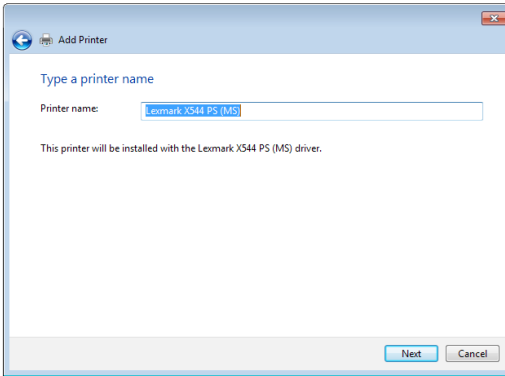 Add Printer
Type a printer name
Printer name: Lexmark X544 PS (MS)
This printer will be installed with the Lexmark X544 PS (MS) driver.
Next Cancel